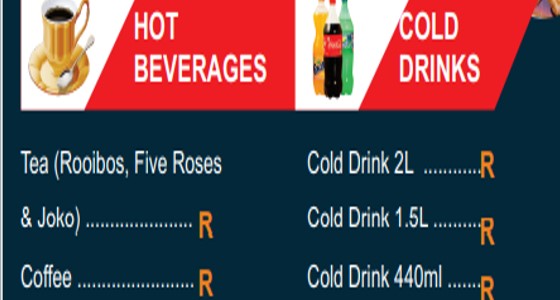 HOT
BEVERAGES
Tea (Rooibos, Five Roses
& Joko) ...................... R
Coffee ........................ R
COLD
DRINKS
Cold Drink 2L ............R
Cold Drink 1.5L ..........R
Cold Drink 440ml .......R